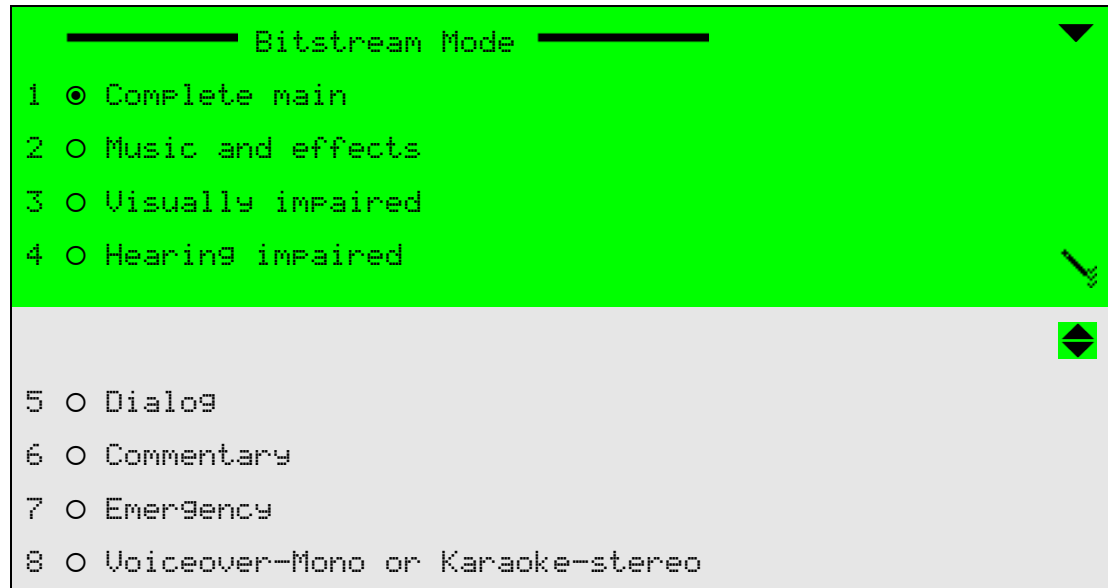 Bitstream Mode
1 Complete main
2 Music and effects
3 Visually impaired
4 Hearing impaired
5 Dialog
6 Commentary
7 Emergency
8 Voiceover-Mono or Karaoke-stereo